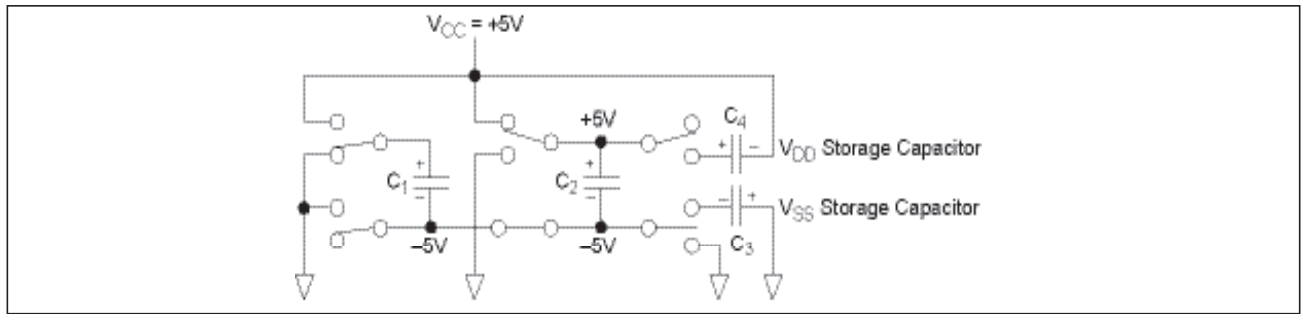 VCC = +5V
+5V
C4
+ –
VDD Storage Capacitor
+
C1
–
+
C2
–
– +
VSS Storage Capacitor
C3
–5V
–5V